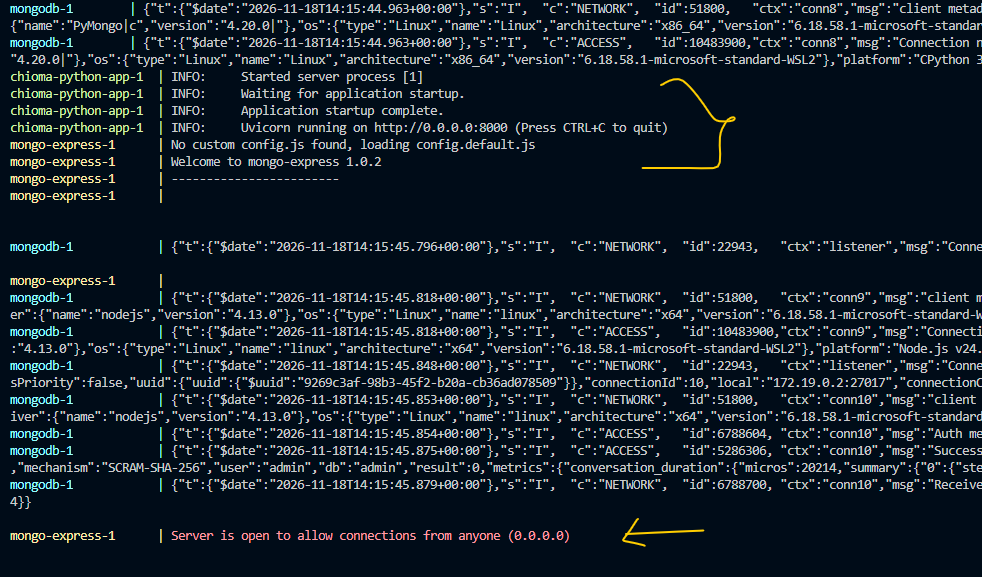 mongodb-1 | {"t":{"$date":"2026-11-18T14:15:44.963+00:00"},"s":"I", "c":"NETWORK", "id":51800, "ctx":"conn8","msg":"client metad
{"name":"PyMongo|c","version":"4.20.0|"},"os":{"type":"Linux","name":"Linux","architecture":"x86_64","version":"6.18.58.1-microsoft-standar
mongodb-1 | {"t":{"$date":"2026-11-18T14:15:44.963+00:00"},"s":"I", "c":"ACCESS", "id":10483900,"ctx":"conn8","msg":"Connection n
"4.20.0|"},"os":{"type":"Linux","name":"Linux","architecture":"x86_64","version":"6.18.58.1-microsoft-standard-WSL2"},"platform":"CPython 3
chioma-python-app-1 | INFO: Started server process [1]
chioma-python-app-1 | INFO: Waiting for application startup.
chioma-python-app-1 | INFO: Application startup complete.
chioma-python-app-1 | INFO: Uvicorn running on http://0.0.0.0:8000 (Press CTRL+C to quit)
mongo-express-1 | No custom config.js found, loading config.default.js
mongo-express-1 | Welcome to mongo-express 1.0.2
mongo-express-1 | ------------------------
mongo-express-1 |
mongodb-1 | {"t":{"$date":"2026-11-18T14:15:45.796+00:00"},"s":"I", "c":"NETWORK", "id":22943, "ctx":"listener","msg":"Conne
mongo-express-1 |
mongodb-1 | {"t":{"$date":"2026-11-18T14:15:45.818+00:00"},"s":"I", "c":"NETWORK", "id":51800, "ctx":"conn9","msg":"client m
er":{"name":"nodejs","version":"4.13.0"},"os":{"type":"Linux","name":"linux","architecture":"x64","version":"6.18.58.1-microsoft-standard-W
mongodb-1 | {"t":{"$date":"2026-11-18T14:15:45.818+00:00"},"s":"I", "c":"ACCESS", "id":10483900,"ctx":"conn9","msg":"Connecti
:"4.13.0"},"os":{"type":"Linux","name":"linux","architecture":"x64","version":"6.18.58.1-microsoft-standard-WSL2"},"platform":"Node.js v24.
mongodb-1 | {"t":{"$date":"2026-11-18T14:15:45.848+00:00"},"s":"I", "c":"NETWORK", "id":22943, "ctx":"listener","msg":"Conne
sPriority":false,"uuid":{"uuid":{"$uuid":"9269c3af-98b3-45f2-b20a-cb36ad078509"}},"connectionId":10,"local":"172.19.0.2:27017","connectionC
mongodb-1 | {"t":{"$date":"2026-11-18T14:15:45.853+00:00"},"s":"I", "c":"NETWORK", "id":51800, "ctx":"conn10","msg":"client
iver":{"name":"nodejs","version":"4.13.0"},"os":{"type":"Linux","name":"linux","architecture":"x64","version":"6.18.58.1-microsoft-standard
mongodb-1 | {"t":{"$date":"2026-11-18T14:15:45.854+00:00"},"s":"I", "c":"ACCESS", "id":6788604, "ctx":"conn10","msg":"Auth me
mongodb-1 | {"t":{"$date":"2026-11-18T14:15:45.875+00:00"},"s":"I", "c":"ACCESS", "id":5286306, "ctx":"conn10","msg":"Success
,"mechanism":"SCRAM-SHA-256","user":"admin","db":"admin","result":0,"metrics":{"conversation_duration":{"micros":20214,"summary":{"0":{"ste
mongodb-1 | {"t":{"$date":"2026-11-18T14:15:45.879+00:00"},"s":"I", "c":"NETWORK", "id":6788700, "ctx":"conn10","msg":"Receive
4}}
mongo-express-1 | Server is open to allow connections from anyone (0.0.0.0)